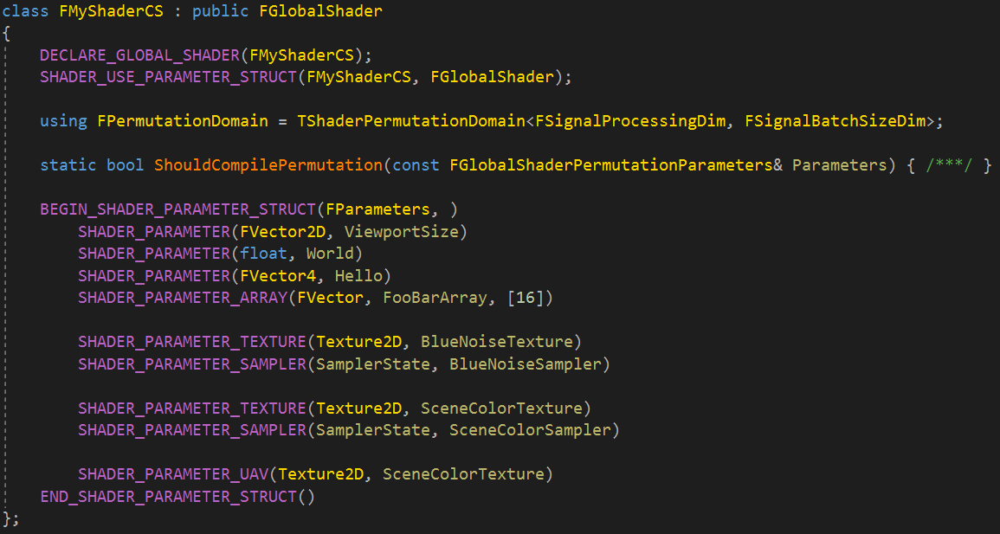 class FMyShaderCS : public FGlobalShader
{
DECLARE_GLOBAL_SHADER(FMyShaderCS);
SHADER_USE_PARAMETER_STRUCT(FMyShaderCS, FGlobalShader);
using FPermutationDomain = TShaderPermutationDomain<FSignalProcessingDim, FSignalBatchSizeDim>;
static bool ShouldCompilePermutation(const FGlobalShaderPermutationParameters& Parameters) { /***/ }
BEGIN_SHADER_PARAMETER_STRUCT(FParameters, )
SHADER_PARAMETER(FVector2D, ViewportSize)
SHADER_PARAMETER(float, World)
SHADER_PARAMETER(FVector4, Hello)
SHADER_PARAMETER_ARRAY(FVector, FooBarArray, [16])
SHADER_PARAMETER_TEXTURE(Texture2D, BlueNoiseTexture)
SHADER_PARAMETER_SAMPLER(SamplerState, BlueNoiseSampler)
SHADER_PARAMETER_TEXTURE(Texture2D, SceneColorTexture)
SHADER_PARAMETER_SAMPLER(SamplerState, SceneColorSampler)
SHADER_PARAMETER_UAV(Texture2D, SceneColorTexture)
END_SHADER_PARAMETER_STRUCT()
};